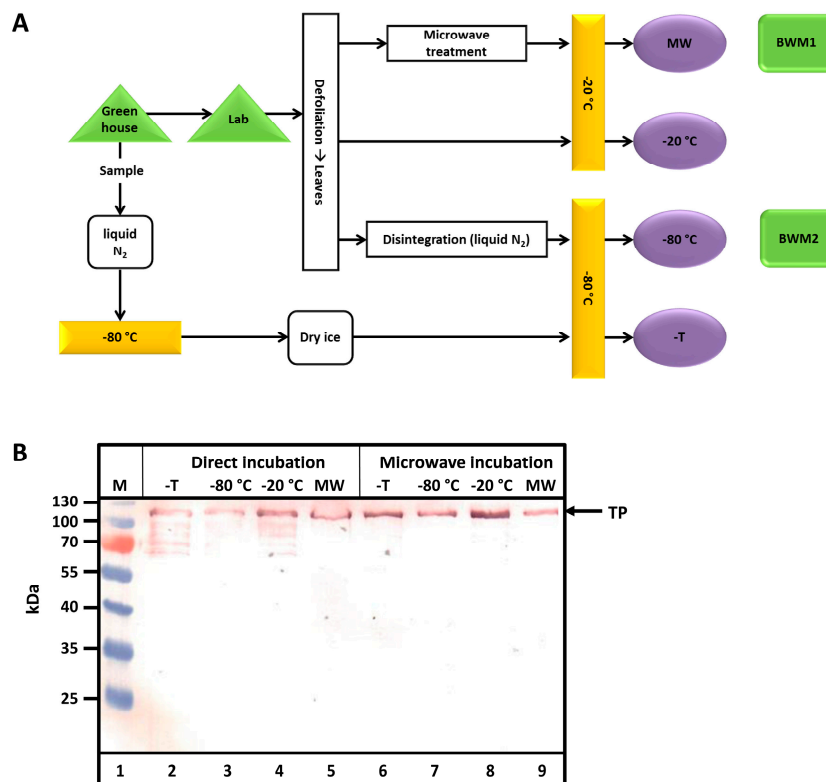 A
Microwave
treatment
MW
BWM1
Green
house
Lab
Defoliation → Leaves
-20 °C
-20 °C
Sample
liquid
N₂
Disintegration (liquid N₂)
-80 °C
BWM2
-80 °C
-80 °C
Dry ice
-T
B
Direct incubation
Microwave incubation
M -T -80 °C -20 °C MW -T -80 °C -20 °C MW
130
100
70
55
40
35
25
kDa
TP
1 2 3 4 5 6 7 8 9